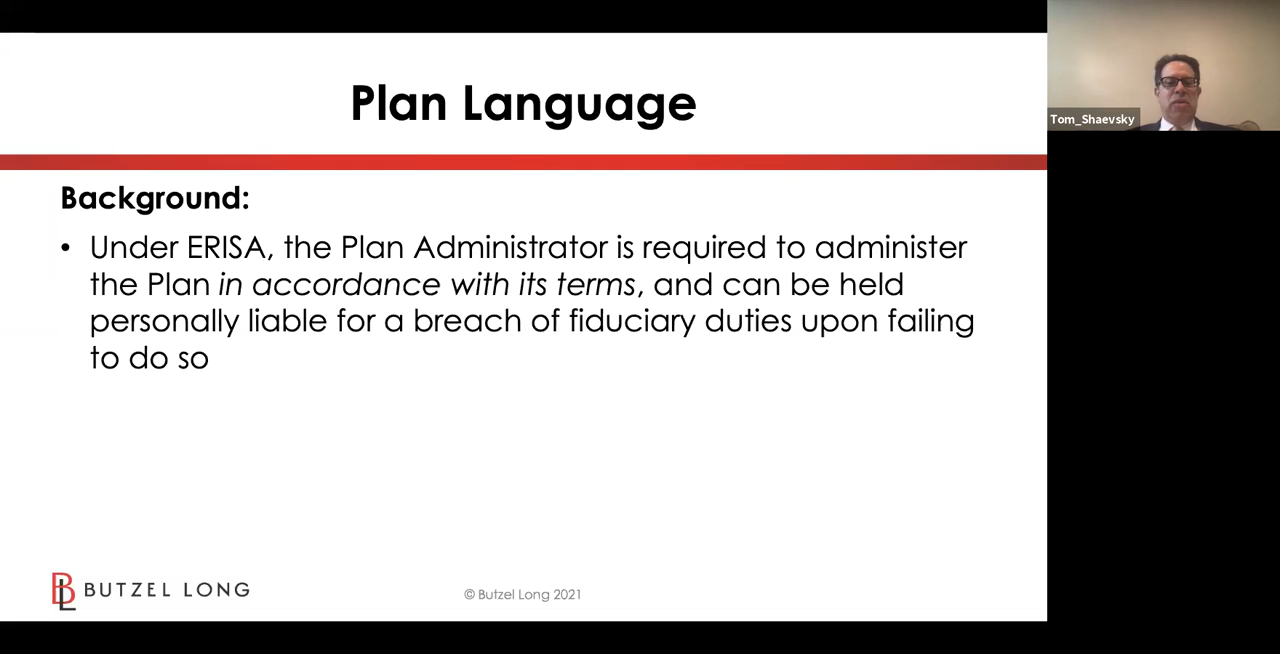 Plan Language
Tom_Shaevsky
Background:
• Under ERISA, the Plan Administrator is required to administer
the Plan in accordance with its terms, and can be held
personally liable for a breach of fiduciary duties upon failing
to do so
BL BUTZEL LONG
© Butzel Long 2021